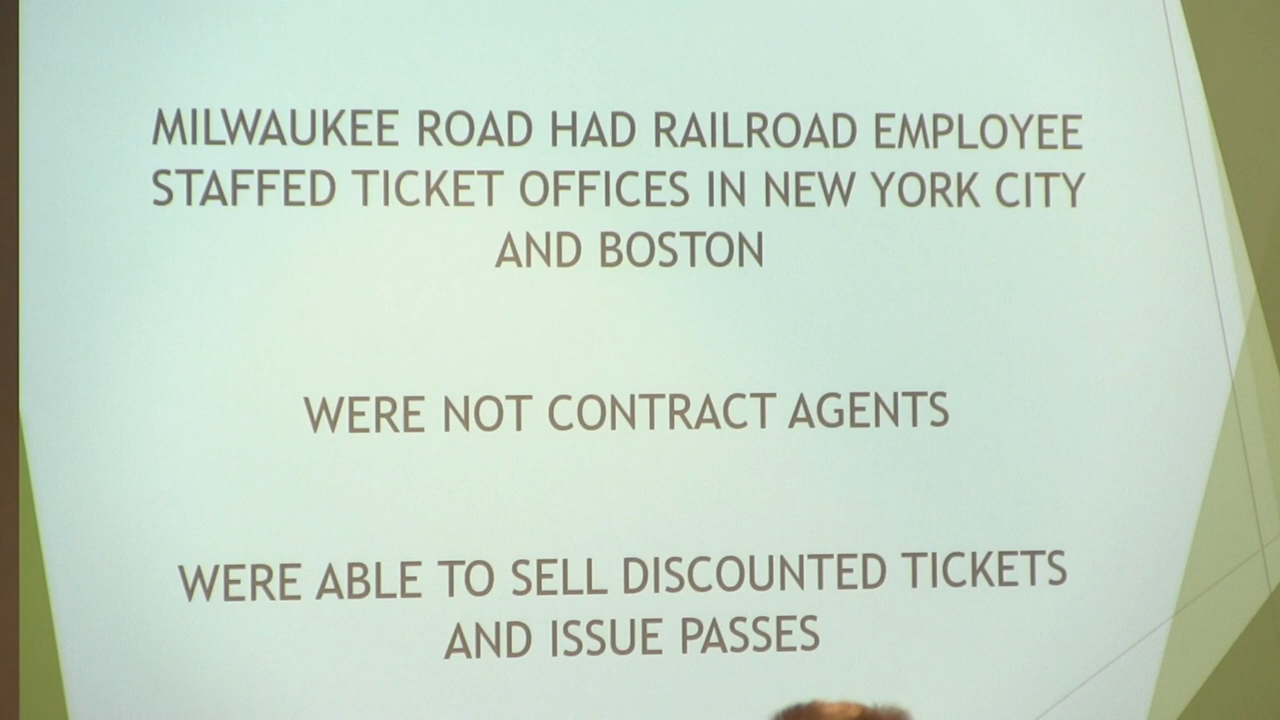 MILWAUKEE ROAD HAD RAILROAD EMPLOYEE
STAFFED TICKET OFFICES IN NEW YORK CITY
AND BOSTON
WERE NOT CONTRACT AGENTS
WERE ABLE TO SELL DISCOUNTED TICKETS
AND ISSUE PASSES